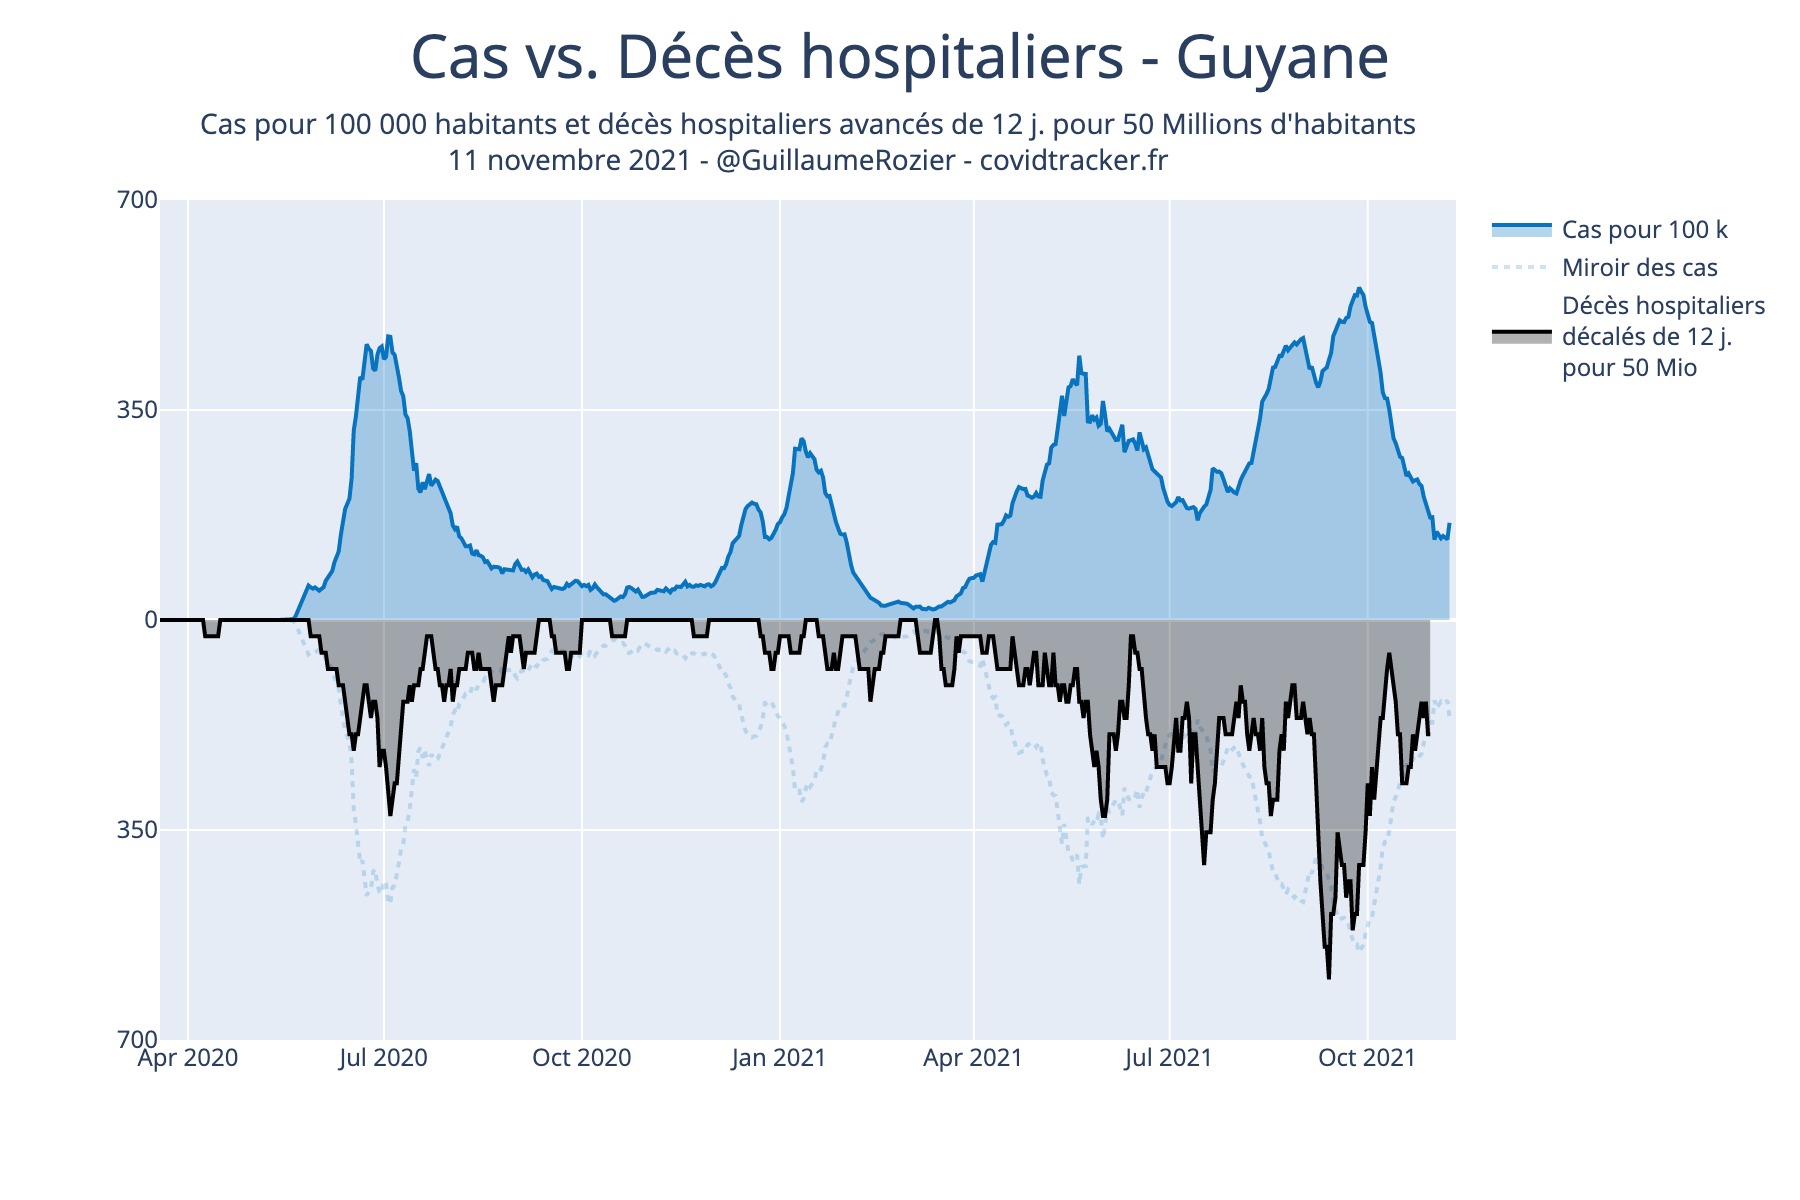 Cas vs. Décès hospitaliers - Guyane
Cas pour 100 000 habitants et décès hospitaliers avancés de 12 j. pour 50 Millions d'habitants
11 novembre 2021 - @GuillaumeRozier - covidtracker.fr
700
350
0
350
700
Apr 2020
Jul 2020
Oct 2020
Jan 2021
Apr 2021
Jul 2021
Oct 2021
Cas pour 100 k
Miroir des cas
Décès hospitaliers
décalés de 12 j.
pour 50 Mio